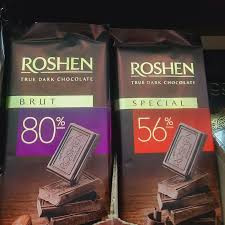 ROSHEN
TRUE DARK CHOCOLATE
BRUT
80%
ROSHEN
TRUE DARK CHOCOLATE
SPECIAL
56%